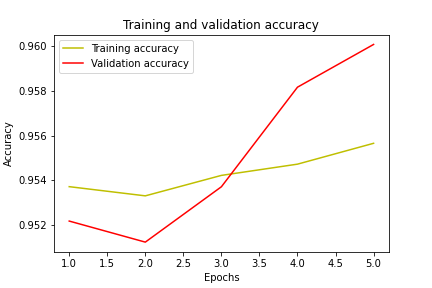 Training and validation accuracy
Training accuracy
Validation accuracy
0.960
0.958
0.956
0.954
0.952
Accuracy
1.0 1.5 2.0 2.5 3.0 3.5 4.0 4.5 5.0
Epochs